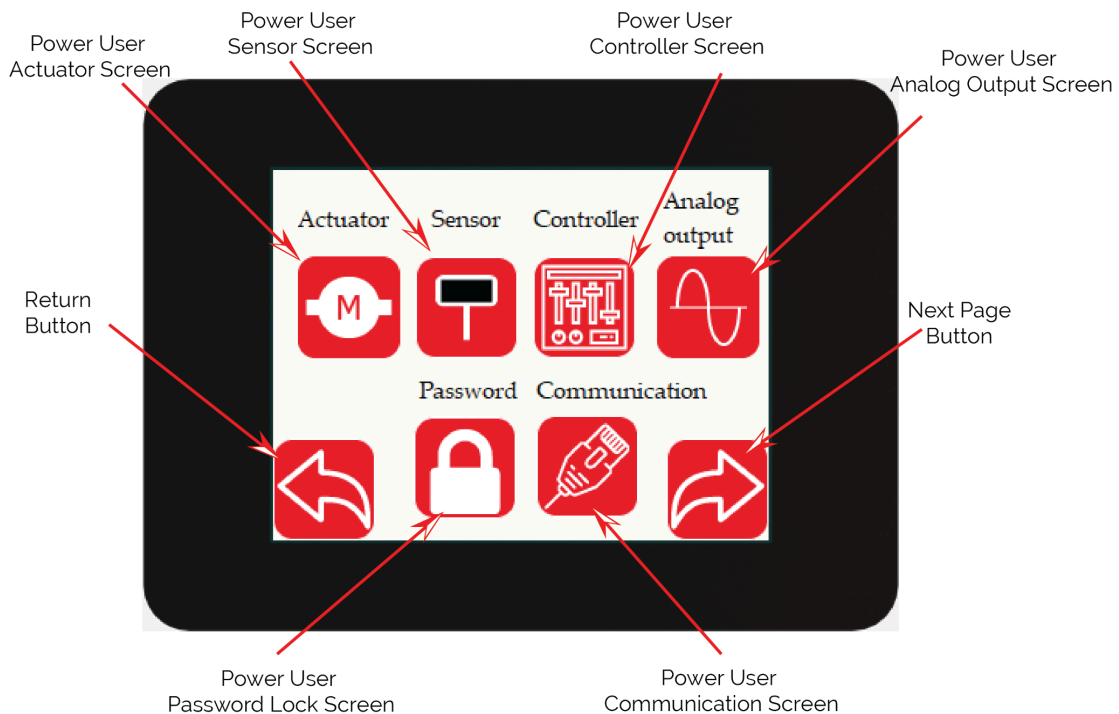 Power User
Sensor Screen
Power User
Controller Screen
Power User
Actuator Screen
Power User
Analog Output Screen
Actuator
Sensor
Controller
Analog
output
M
Return
Button
Next Page
Button
Password
Communication
Power User
Password Lock Screen
Power User
Communication Screen